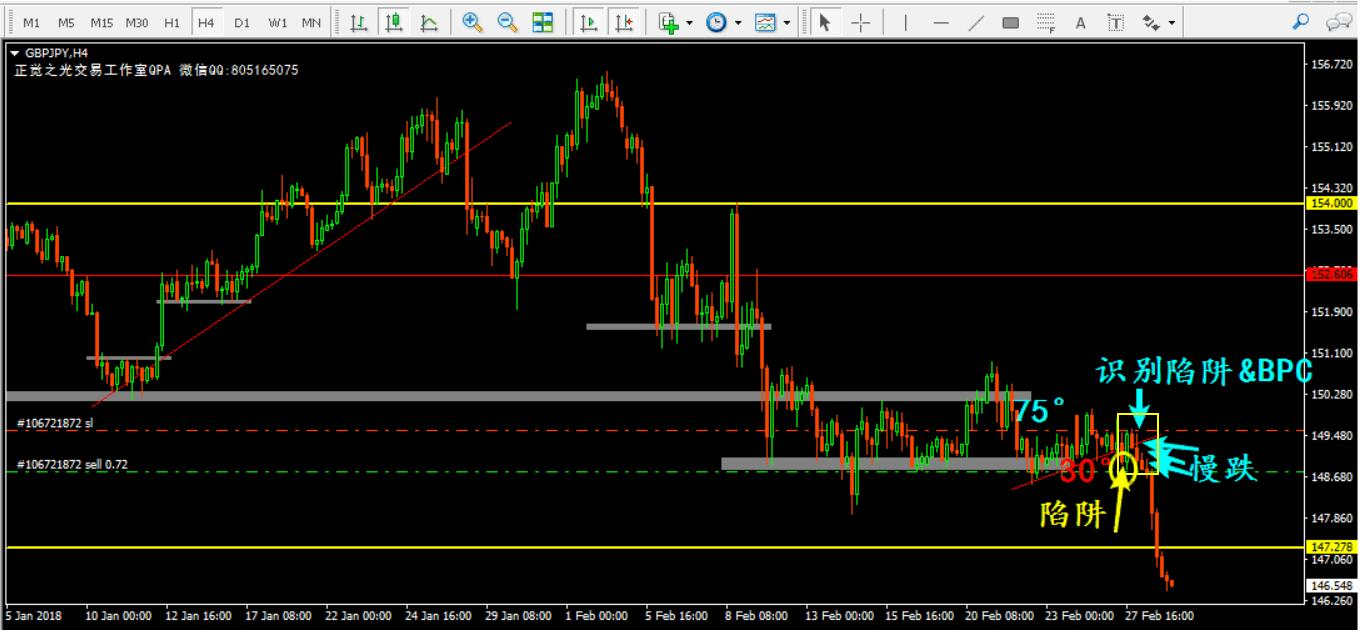 M1 M5 M15 M30 H1 H4 D1 W1 MN
A T
GBPJPY,H4
正觉之光交易工作室QPA 微信QQ:805165075
156.720
155.920
155.120
154.320
154.000
153.500
152.606
151.900
151.100
识别陷阱&BPC
150.280
75°
#106721872 sl
149.480
#106721872 sell 0.72
30°
慢跌
148.680
陷阱
147.860
147.278
147.060
146.548
146.260
5 Jan 2018 10 Jan 00:00 12 Jan 16:00 17 Jan 08:00 22 Jan 00:00 24 Jan 16:00 29 Jan 08:00 1 Feb 00:00 5 Feb 16:00 8 Feb 08:00 13 Feb 00:00 15 Feb 16:00 20 Feb 08:00 23 Feb 00:00 27 Feb 16:00